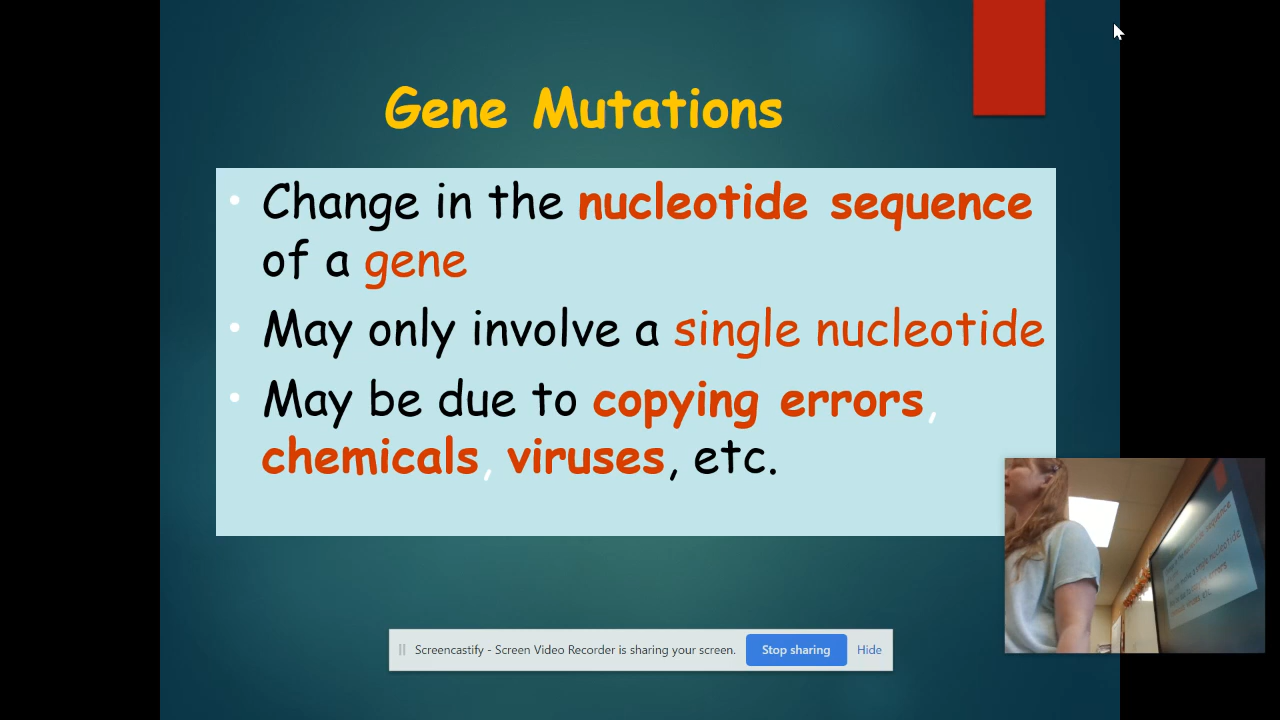 Gene Mutations
• Change in the nucleotide sequence
of a gene
• May only involve a single nucleotide
• May be due to copying errors,
chemicals, viruses, etc.
Screencastify - Screen Video Recorder is sharing your screen. Stop sharing Hide